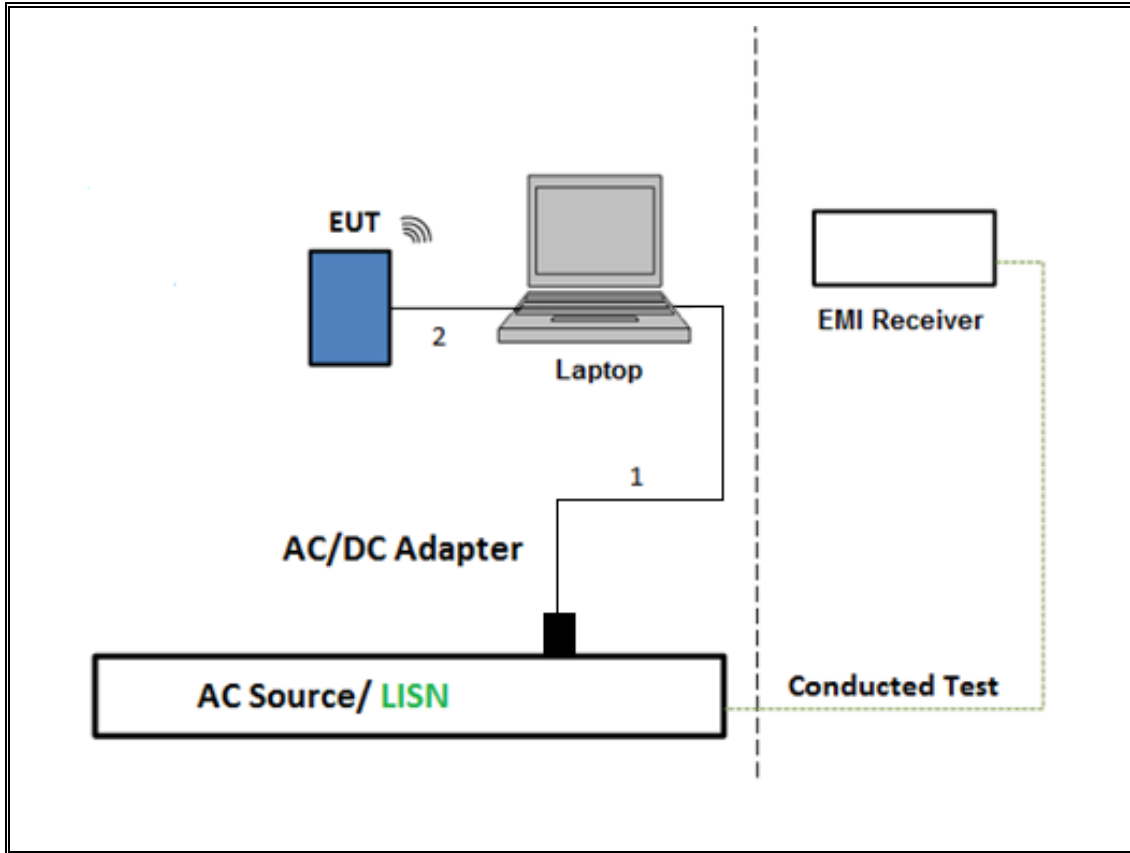 EUT
2
Laptop
EMI Receiver
1
AC/DC Adapter
AC Source/ LISN
Conducted Test